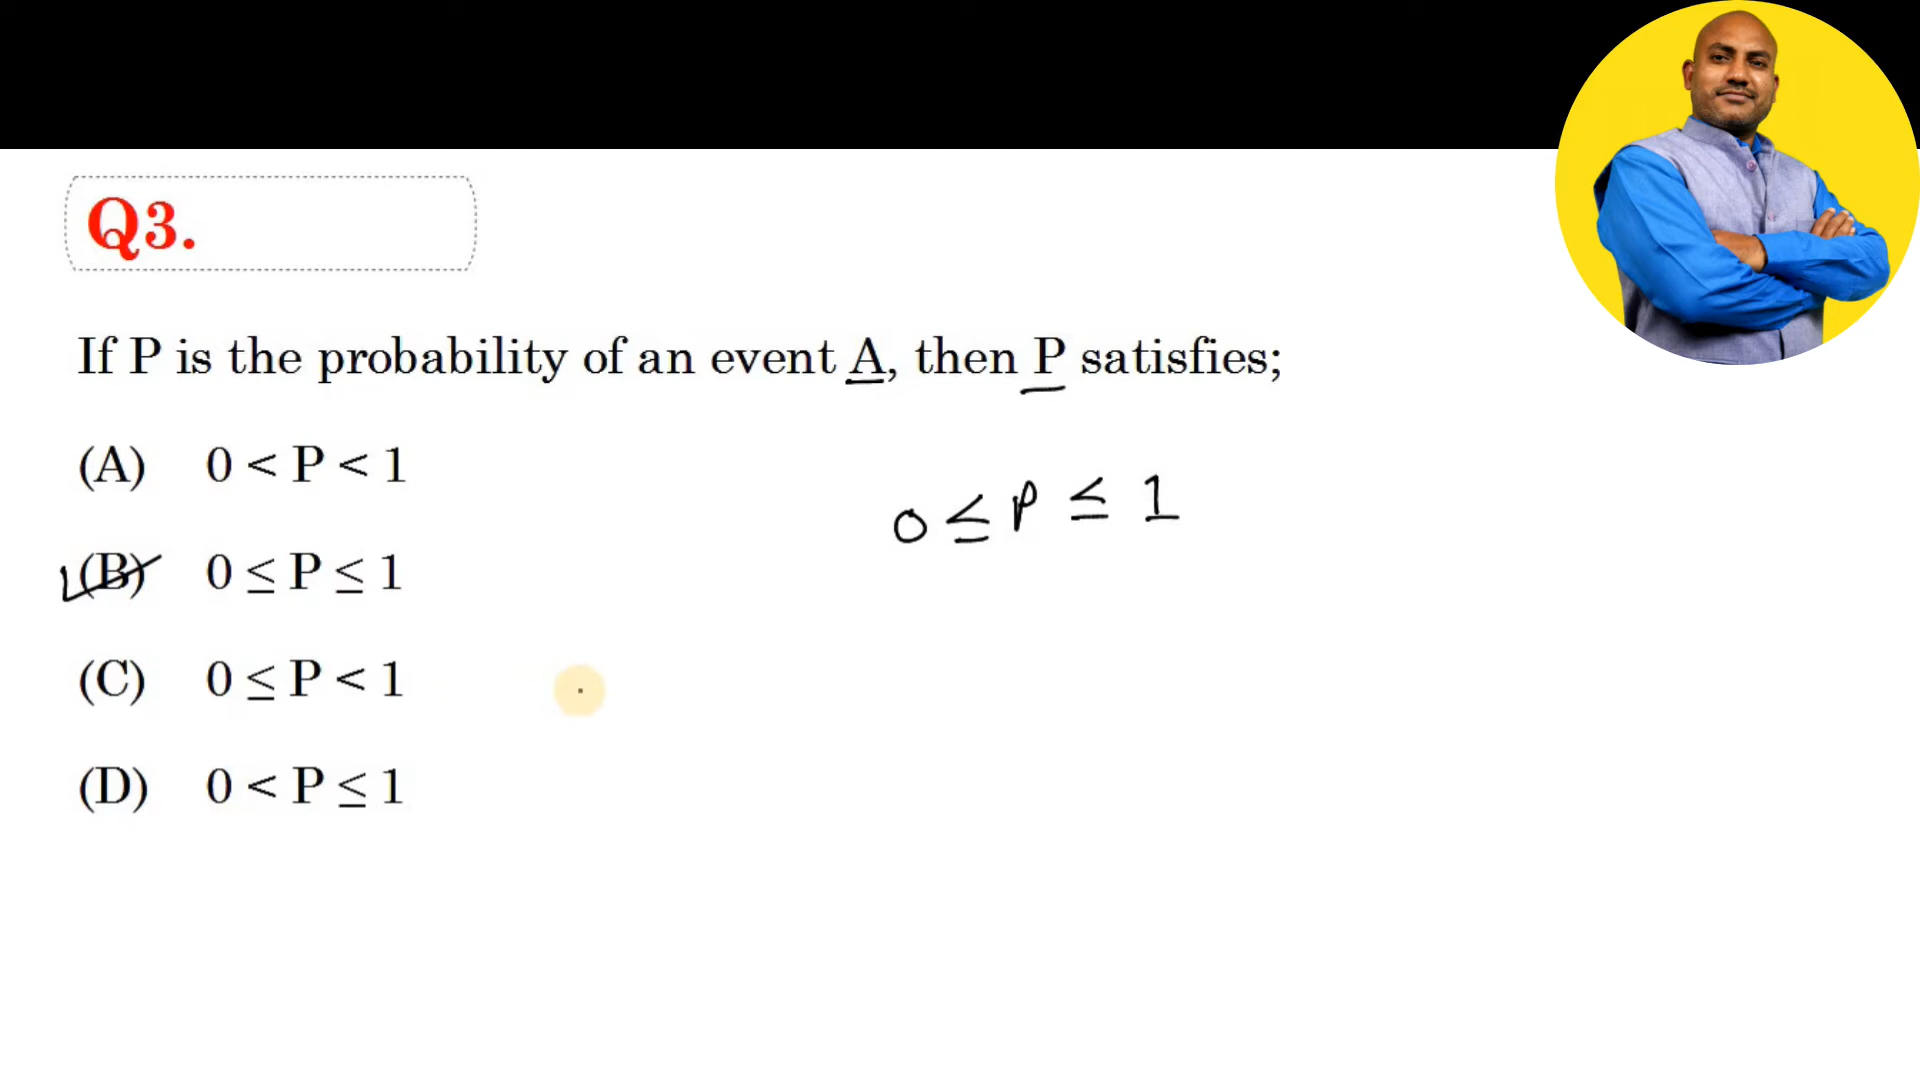 Q3.
If P is the probability of an event A, then P satisfies;
(A) 0 < P < 1
0 ≤ P ≤ 1
(B) 0 ≤ P ≤ 1
(C) 0 ≤ P < 1
(D) 0 < P ≤ 1